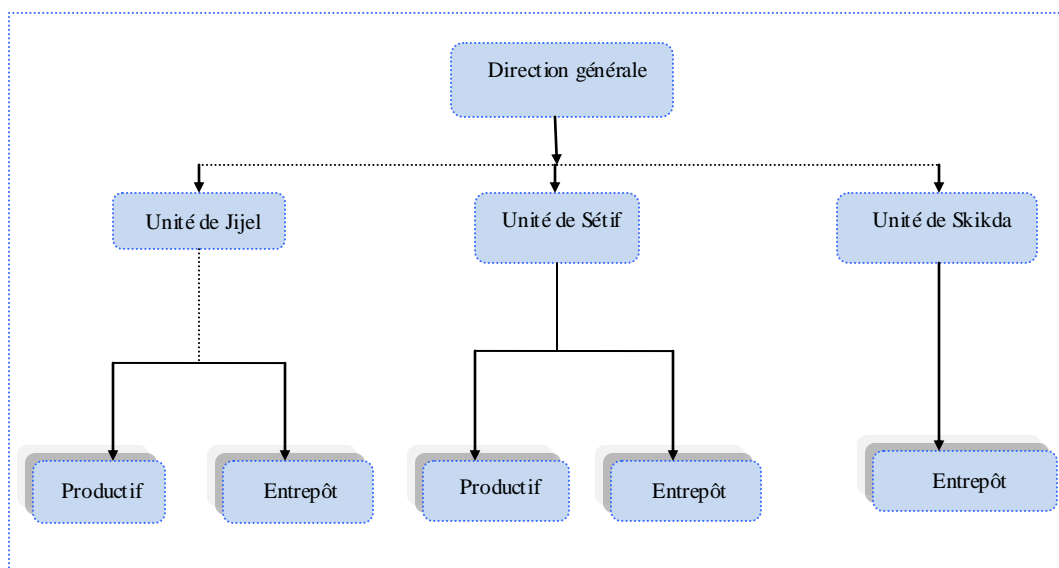 Direction générale
Unité de Jijel
Unité de Sétif
Unité de Skikda
Productif
Entrepôt
Productif
Entrepôt
Entrepôt